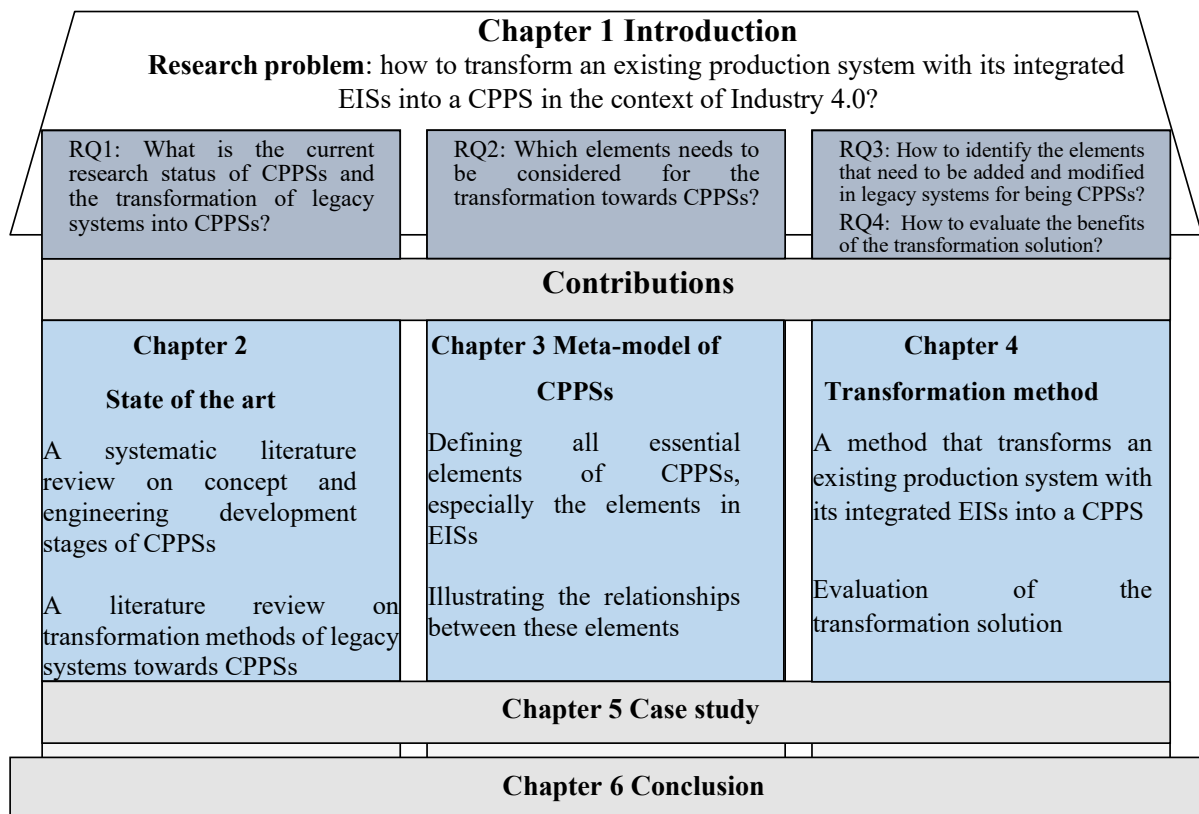 Chapter 1 Introduction
Research problem: how to transform an existing production system with its integrated
EISs into a CPPS in the context of Industry 4.0?
RQ1: What is the current
research status of CPPSs and
the transformation of legacy
systems into CPPSs?
RQ2: Which elements needs to
be considered for the
transformation towards CPPSs?
RQ3: How to identify the elements
that need to be added and modified
in legacy systems for being CPPSs?
RQ4: How to evaluate the benefits
of the transformation solution?
Contributions
Chapter 2
State of the art
A systematic literature
review on concept and
engineering development
stages of CPPSs
A literature review on
transformation methods of legacy
systems towards CPPSs
Chapter 3 Meta-model of
CPPSs
Defining all essential
elements of CPPSs,
especially the elements in
EISs
Illustrating the relationships
between these elements
Chapter 4
Transformation method
A method that transforms an
existing production system with
its integrated EISs into a CPPS
Evaluation of the
transformation solution
Chapter 5 Case study
Chapter 6 Conclusion